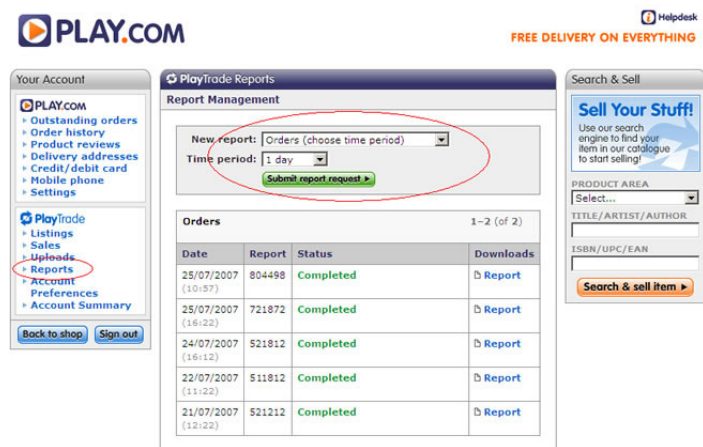 PLAY.COM
Helpdesk
FREE DELIVERY ON EVERYTHING
Your Account
PLAY.COM
Outstanding orders
Order history
Product reviews
Delivery addresses
Credit/debit card
Mobile phone
Settings
PlayTrade
Listings
Sales
Uploads
Reports
Account
Preferences
Account Summary
Back to shop
Sign out
PlayTrade Reports
Report Management
New report: Orders (choose time period)
Time period: 1 day
Submit report request
Orders 1-2 (of 2)
Date Report Status Downloads
25/07/2007 804498 Completed Report
(10:57)
25/07/2007 721872 Completed Report
(16:22)
24/07/2007 521812 Completed Report
(16:12)
22/07/2007 511812 Completed Report
(11:22)
21/07/2007 521212 Completed Report
(12:22)
Search & Sell
Sell Your Stuff!
Use our search
engine to find your
item in our catalogue
to start selling!
PRODUCT AREA
Select...
TITLE/ARTIST/AUTHOR
ISBN/UPC/EAN
Search & sell item